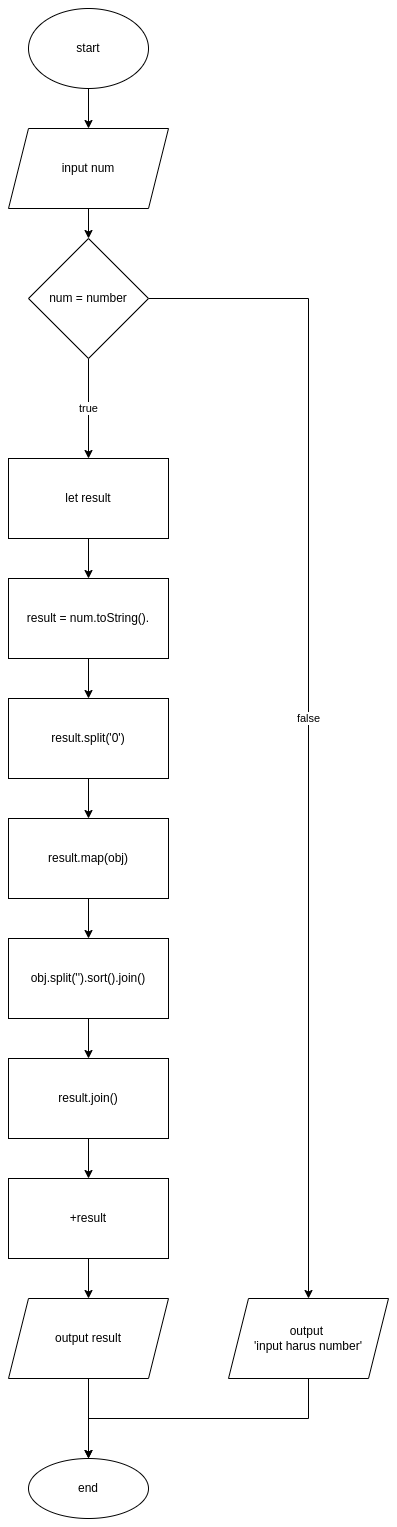 start
input num
num = number
true
let result
result = num.toString().
result.split('0')
false
result.map(obj)
obj.split('').sort().join()
result.join()
+result
output result
output
'input harus number'
end